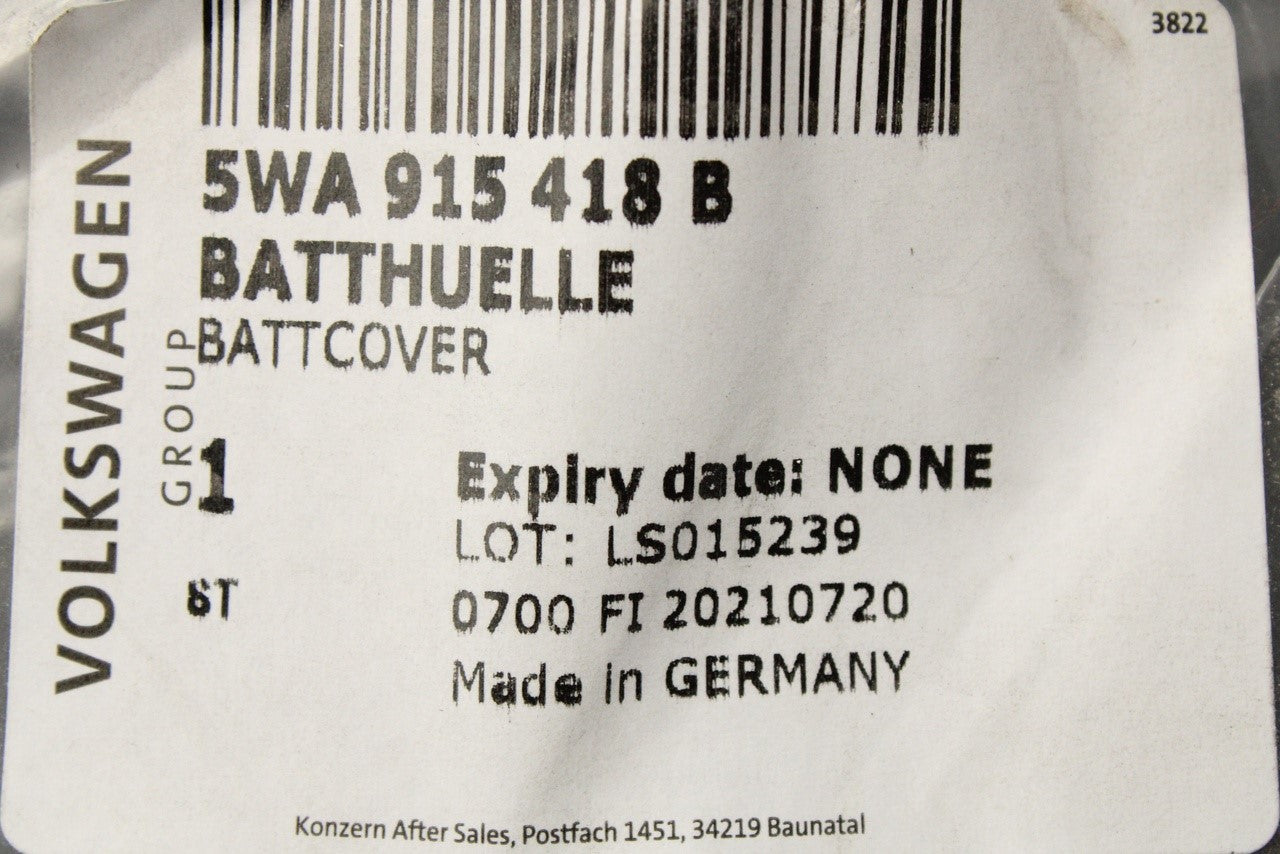 3822
5WA 915 418 B
BATTHUELLE
BATTCOVER
VOLKSWAGEN
GROUP
1
Expiry date: NONE
LOT: LS015239
ST
0700 FI 20210720
Made in GERMANY
Konzern After Sales, Postfach 1451, 34219 Baunatal